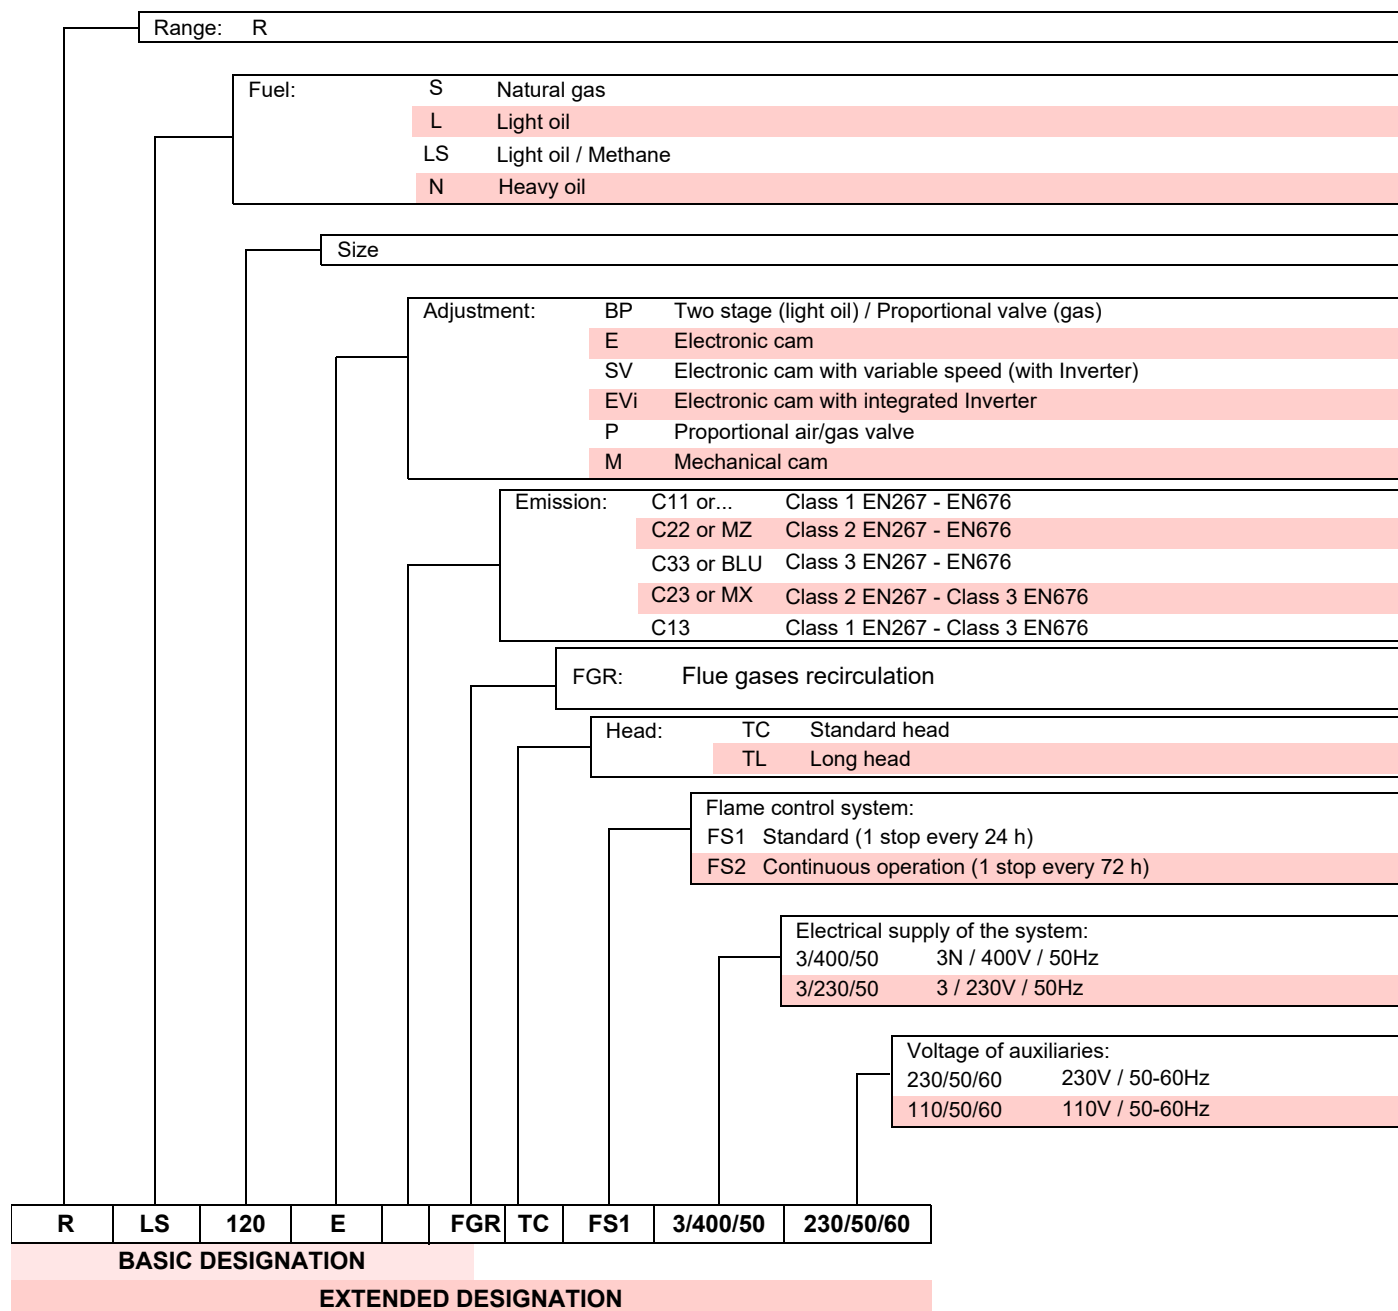 Range: R
Fuel: S Natural gas
L Light oil
LS Light oil / Methane
N Heavy oil
Size
Adjustment: BP Two stage (light oil) / Proportional valve (gas)
E Electronic cam
SV Electronic cam with variable speed (with Inverter)
EVi Electronic cam with integrated Inverter
P Proportional air/gas valve
M Mechanical cam
Emission: C11 or... Class 1 EN267 - EN676
C22 or MZ Class 2 EN267 - EN676
C33 or BLU Class 3 EN267 - EN676
C23 or MX Class 2 EN267 - Class 3 EN676
C13 Class 1 EN267 - Class 3 EN676
FGR: Flue gases recirculation
Head: TC Standard head
TL Long head
Flame control system:
FS1 Standard (1 stop every 24 h)
FS2 Continuous operation (1 stop every 72 h)
Electrical supply of the system:
3/400/50 3N / 400V / 50Hz
3/230/50 3 / 230V / 50Hz
Voltage of auxiliaries:
230/50/60 230V / 50-60Hz
110/50/60 110V / 50-60Hz
R LS 120 E FGR TC FS1 3/400/50 230/50/60
BASIC DESIGNATION
EXTENDED DESIGNATION